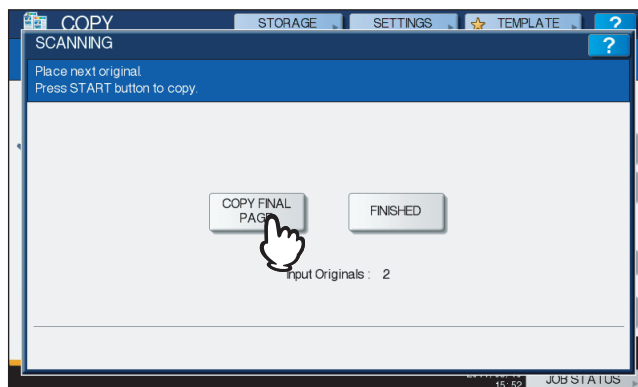 COPY
STORAGE
SETTINGS
TEMPLATE
?
SCANNING
?
Place next original.
Press START button to copy.
COPY FINAL
PAGE
FINISHED
Input Originals : 2
15:52
JOB STATUS